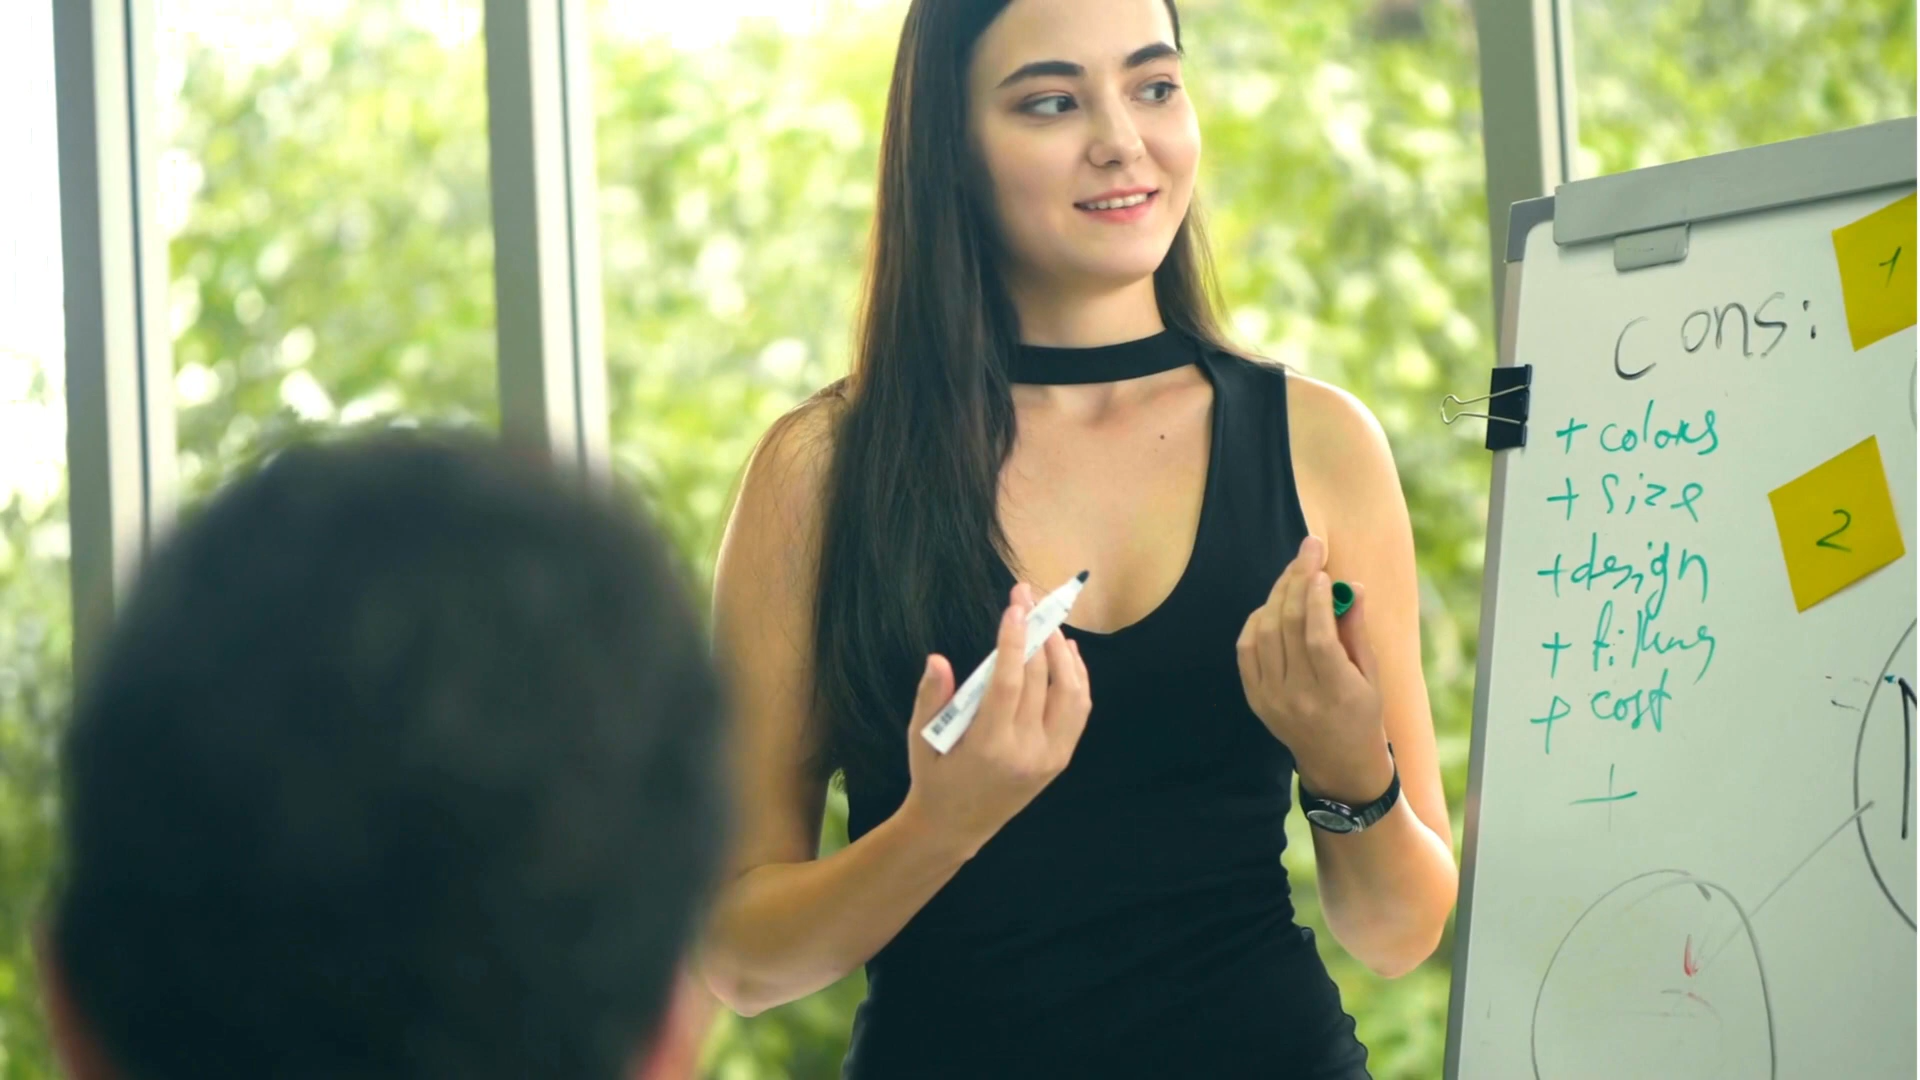 1
Cons:
+ colors
+ size
2
+ design
+ filling
+ cost
+